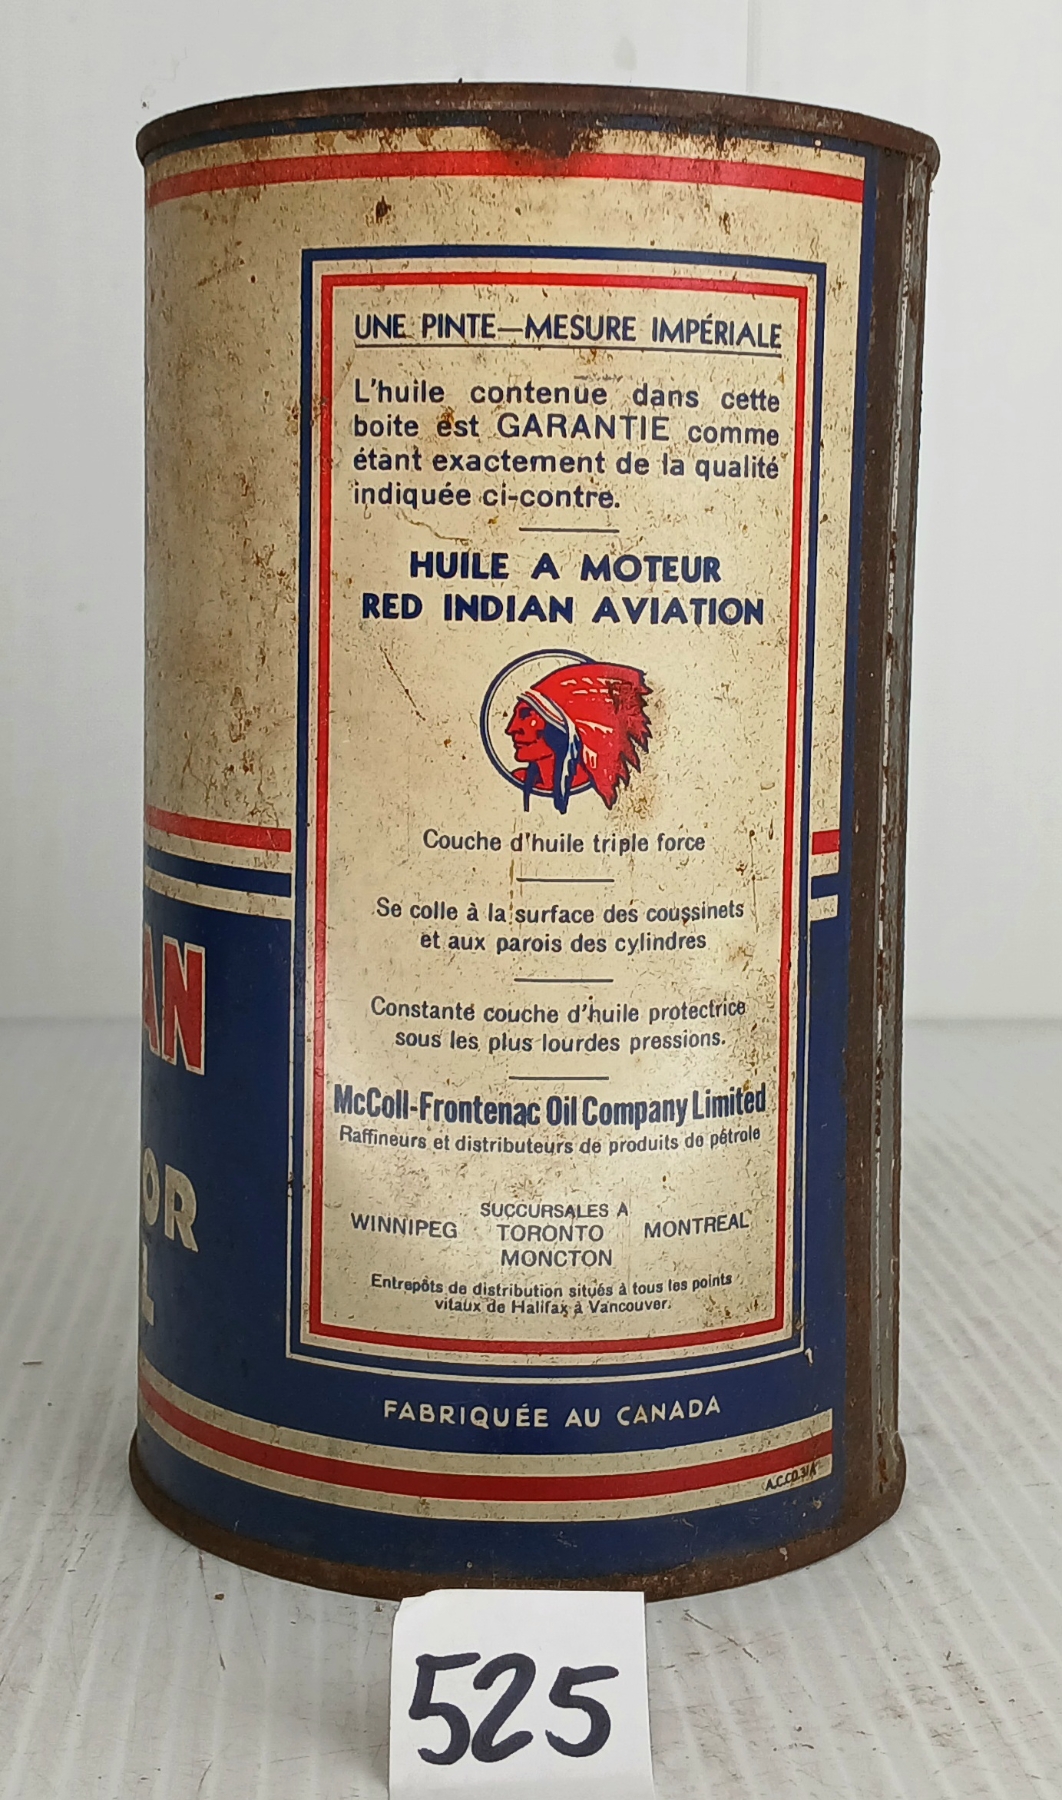 UNE PINTE—MESURE IMPÉRIALE
L'huile contenue dans cette
boite est GARANTIE comme
étant exactement de la qualité
indiquée ci-contre.
HUILE A MOTEUR
RED INDIAN AVIATION
Couche d'huile triple force
Se colle à la surface des coussinets
et aux parois des cylindres
Constante couche d'huile protectrice
sous les plus lourdes pressions.
McColl-Frontenac Oil Company Limited
Raffineurs et distributeurs de produits de pétrole
SUCCURSALES A
WINNIPEG TORONTO MONTREAL
MONCTON
Entrepôts de distribution situés à tous les points
vitaux de Halifax à Vancouver.
FABRIQUÉE AU CANADA
AN
OR
L
525